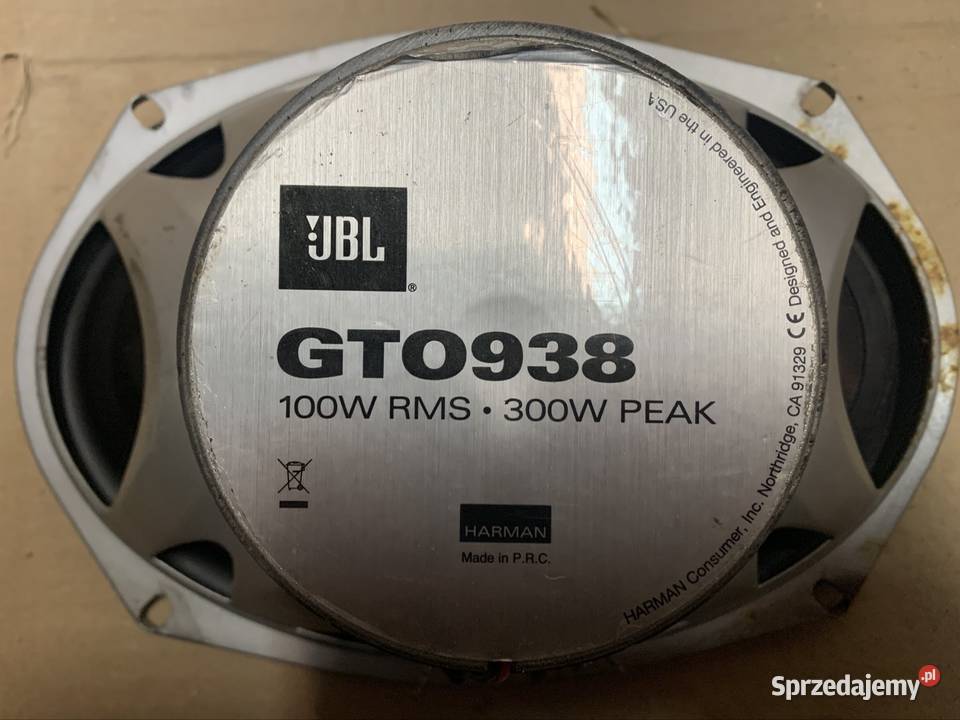 JBL
®
GTO938
100W RMS • 300W PEAK
HARMAN
Made in P.R.C.
HARMAN Consumer, Inc. Northridge, CA 91329 CE Designed and Engineered in the USA
Sprzedajemy.pl